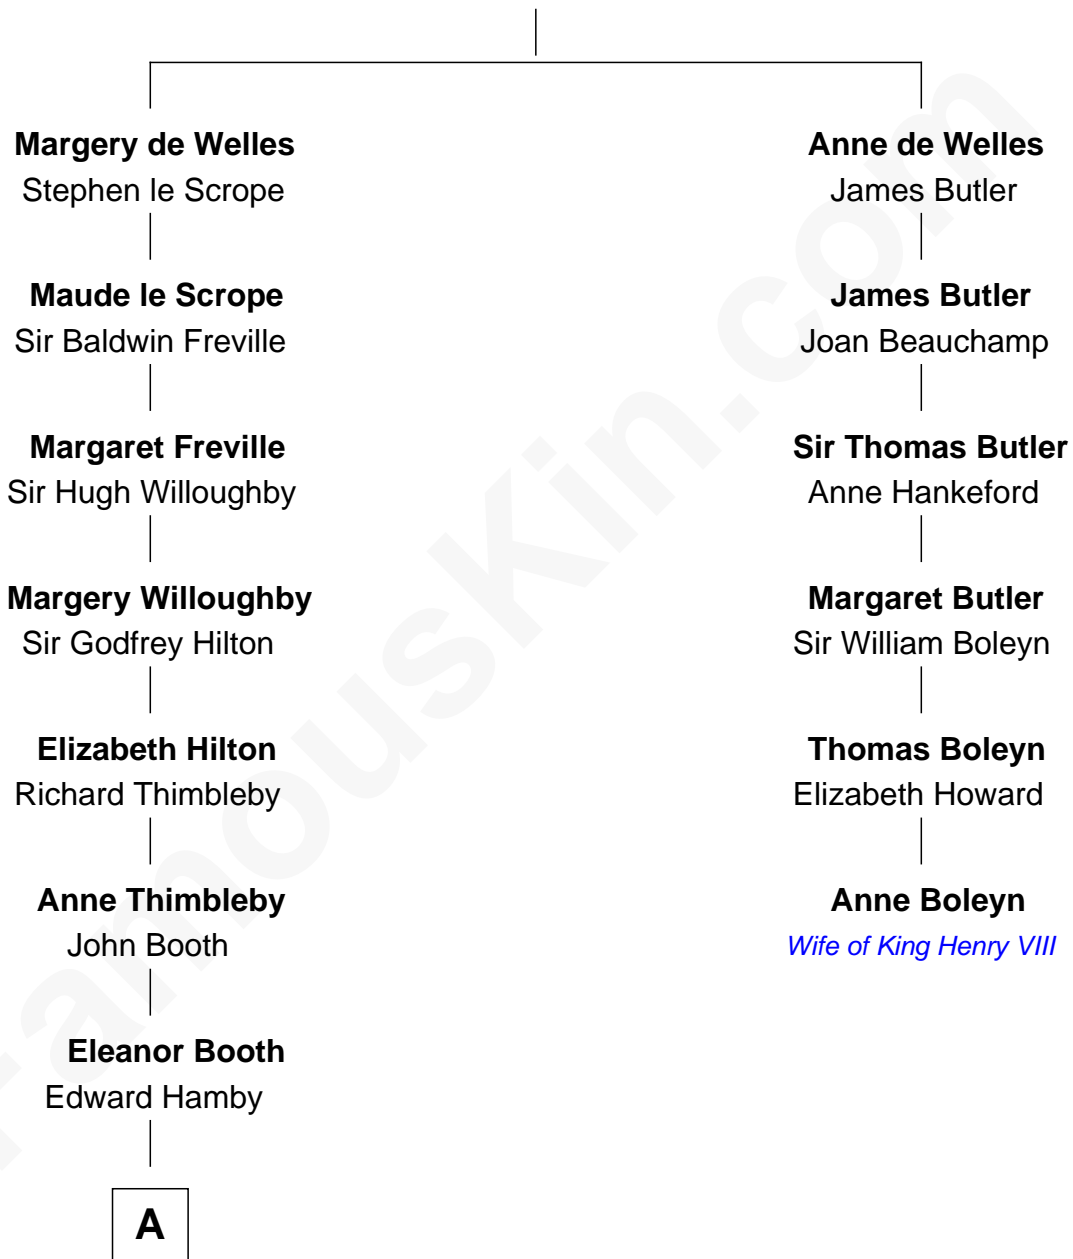 Margery de Welles
Stephen le Scrope
Maude le Scrope
Sir Baldwin Freville
Margaret Freville
Sir Hugh Willoughby
Margery Willoughby
Sir Godfrey Hilton
Elizabeth Hilton
Richard Thimbleby
Anne Thimbleby
John Booth
Eleanor Booth
Edward Hamby
A
Anne de Welles
James Butler
James Butler
Joan Beauchamp
Sir Thomas Butler
Anne Hankeford
Margaret Butler
Sir William Boleyn
Thomas Boleyn
Elizabeth Howard
Anne Boleyn
Wife of King Henry VIII
FamousKin.com